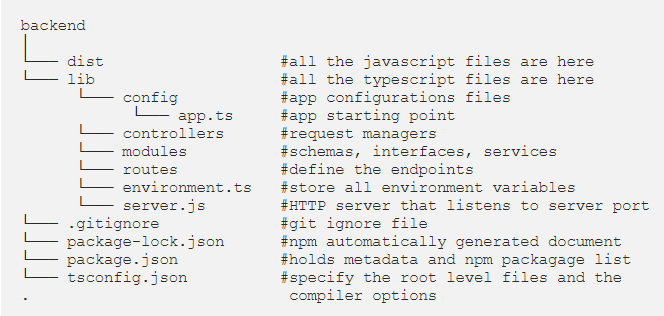 backend
dist #all the javascript files are here
lib #all the typescript files are here
config #app configurations files
app.ts #app starting point
controllers #request managers
modules #schemas, interfaces, services
routes #define the endpoints
environment.ts #store all environment variables
server.js #HTTP server that listens to server port
.gitignore #git ignore file
package-lock.json #npm automatically generated document
package.json #holds metadata and npm packagage list
tsconfig.json #specify the root level files and the
. compiler options